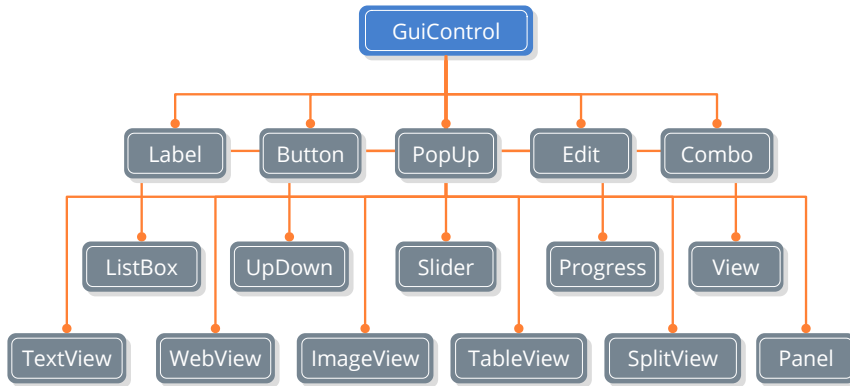 GuiControl
Label
Button
PopUp
Edit
Combo
ListBox
UpDown
Slider
Progress
View
TextView
WebView
ImageView
TableView
SplitView
Panel